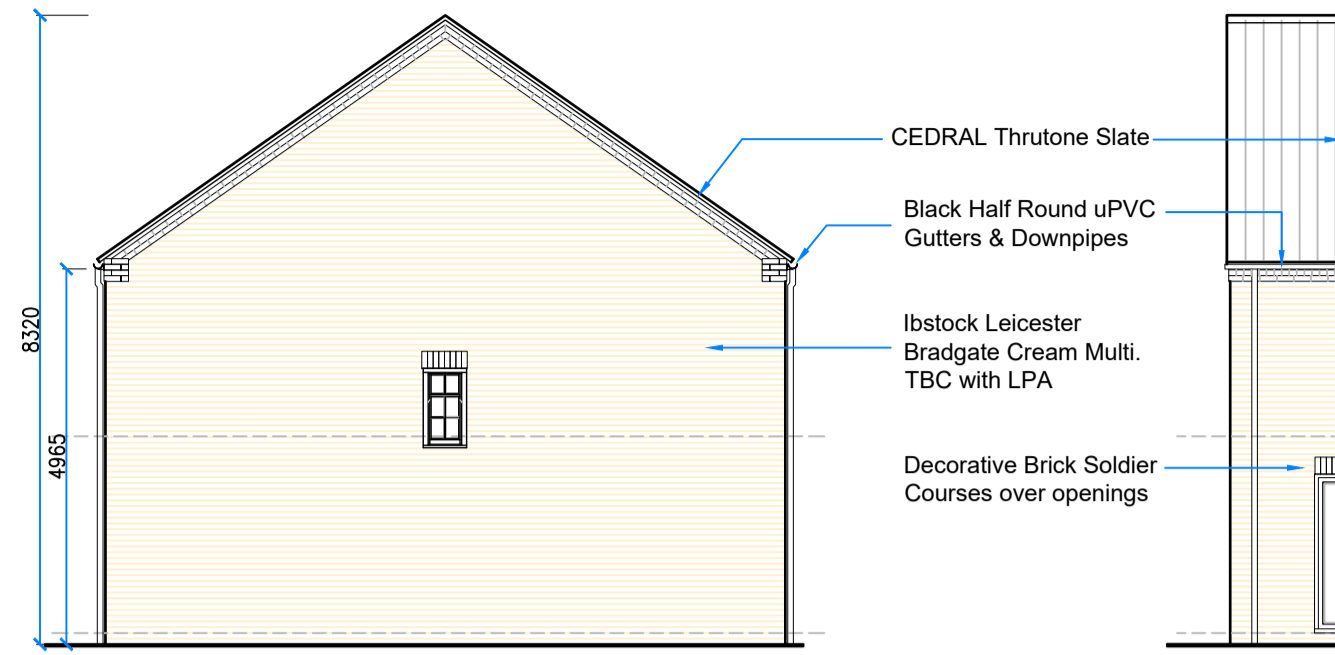 8320
4965
CEDRAL Thrutone Slate
Black Half Round uPVC
Gutters & Downpipes
Ibstock Leicester
Bradgate Cream Multi.
TBC with LPA
Decorative Brick Soldier
Courses over openings